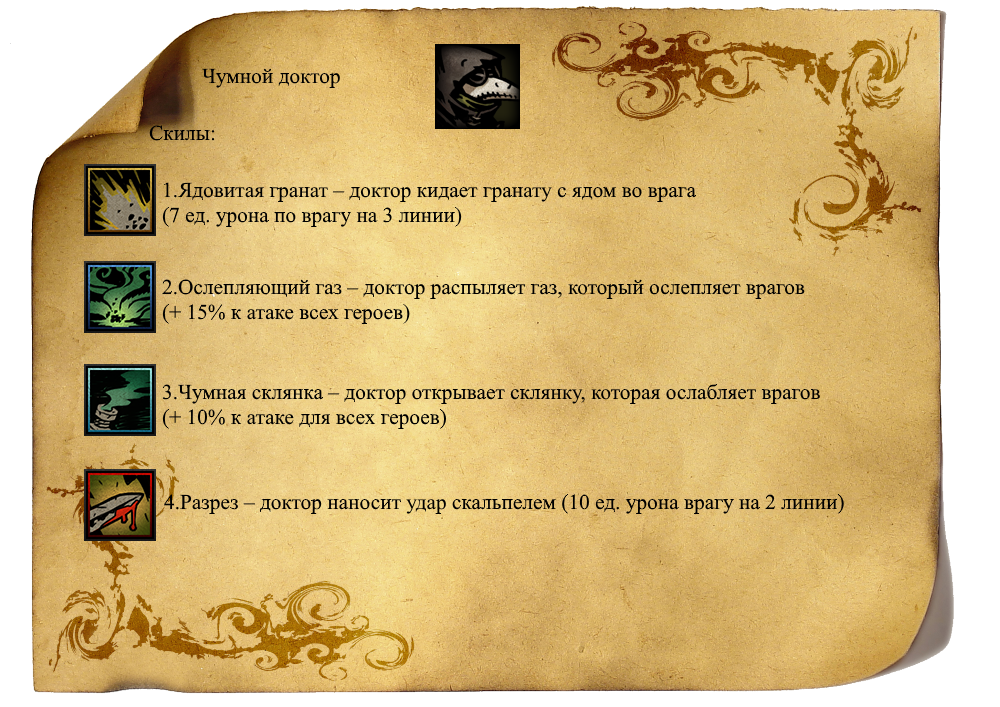 Чумной доктор
Скилы:
1.Ядовитая гранат – доктор кидает гранату с ядом во врага
(7 ед. урона по врагу на 3 линии)
2.Ослепляющий газ – доктор распыляет газ, который ослепляет врагов
(+ 15% к атаке всех героев)
3.Чумная склянка – доктор открывает склянку, которая ослабляет врагов
(+ 10% к атаке для всех героев)
4.Разрез – доктор наносит удар скальпелем (10 ед. урона врагу на 2 линии)